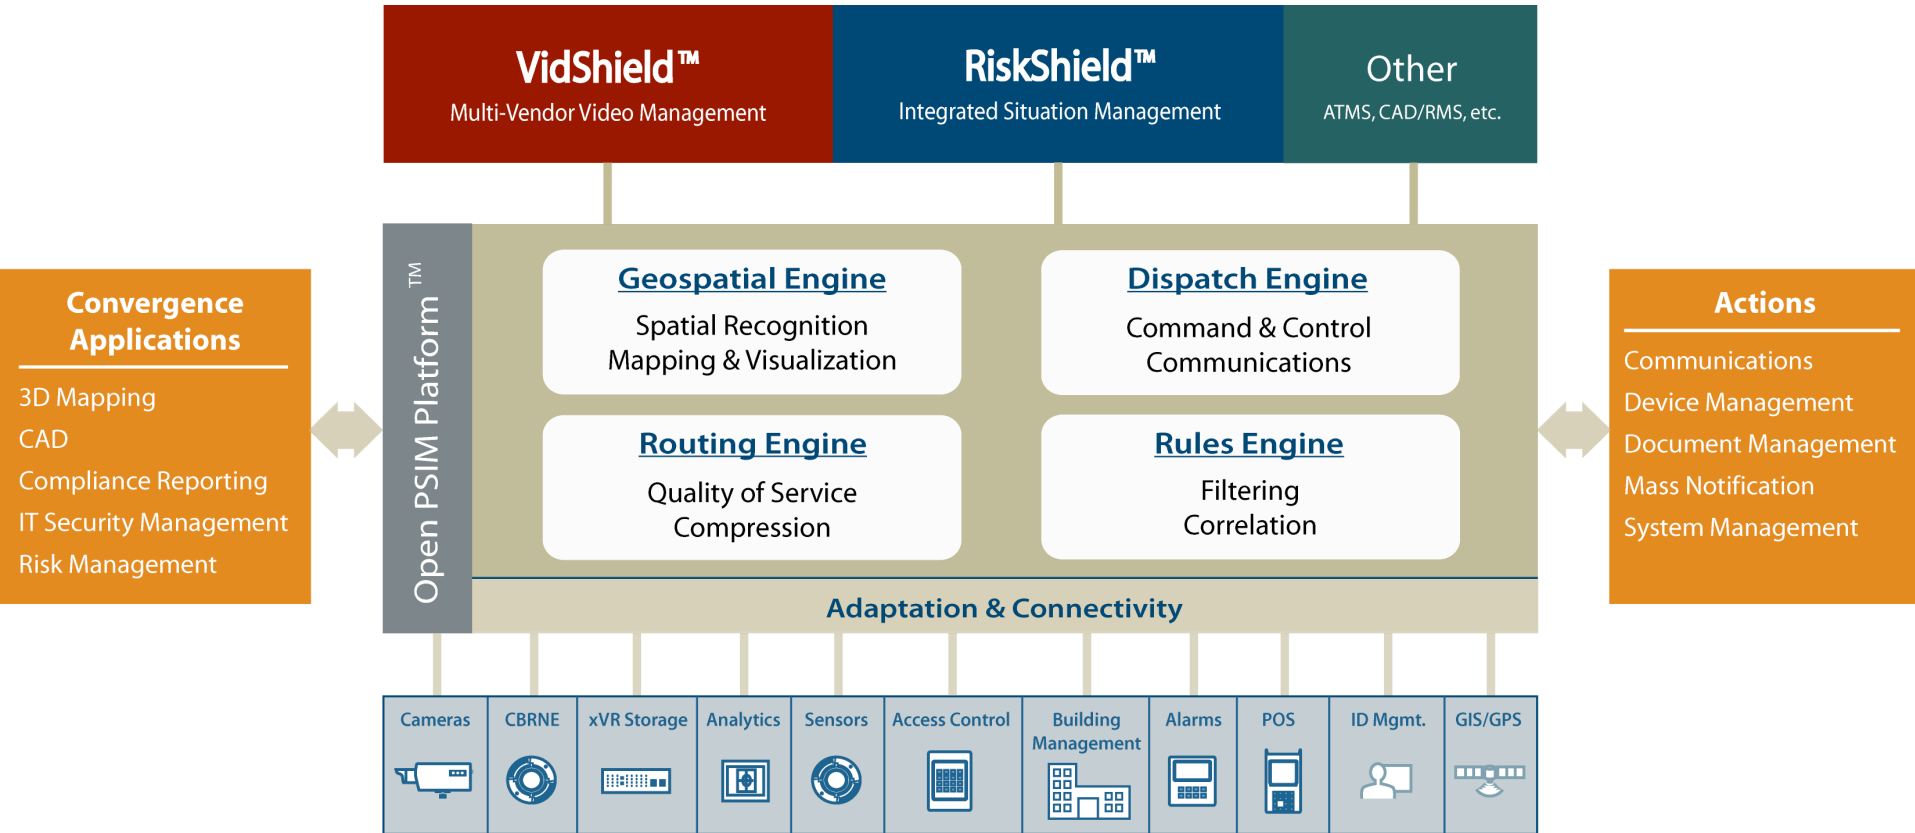 VidShield™
Multi-Vendor Video Management
RiskShield™
Integrated Situation Management
Other
ATMS, CAD/RMS, etc.
Convergence
Applications
3D Mapping
CAD
Compliance Reporting
IT Security Management
Risk Management
Open PSIM Platform™
Geospatial Engine
Spatial Recognition
Mapping & Visualization
Dispatch Engine
Command & Control
Communications
Routing Engine
Quality of Service
Compression
Rules Engine
Filtering
Correlation
Adaptation & Connectivity
Actions
Communications
Device Management
Document Management
Mass Notification
System Management
Cameras
CBRNE
xVR Storage
Analytics
Sensors
Access Control
Building
Management
Alarms
POS
ID Mgmt.
GIS/GPS